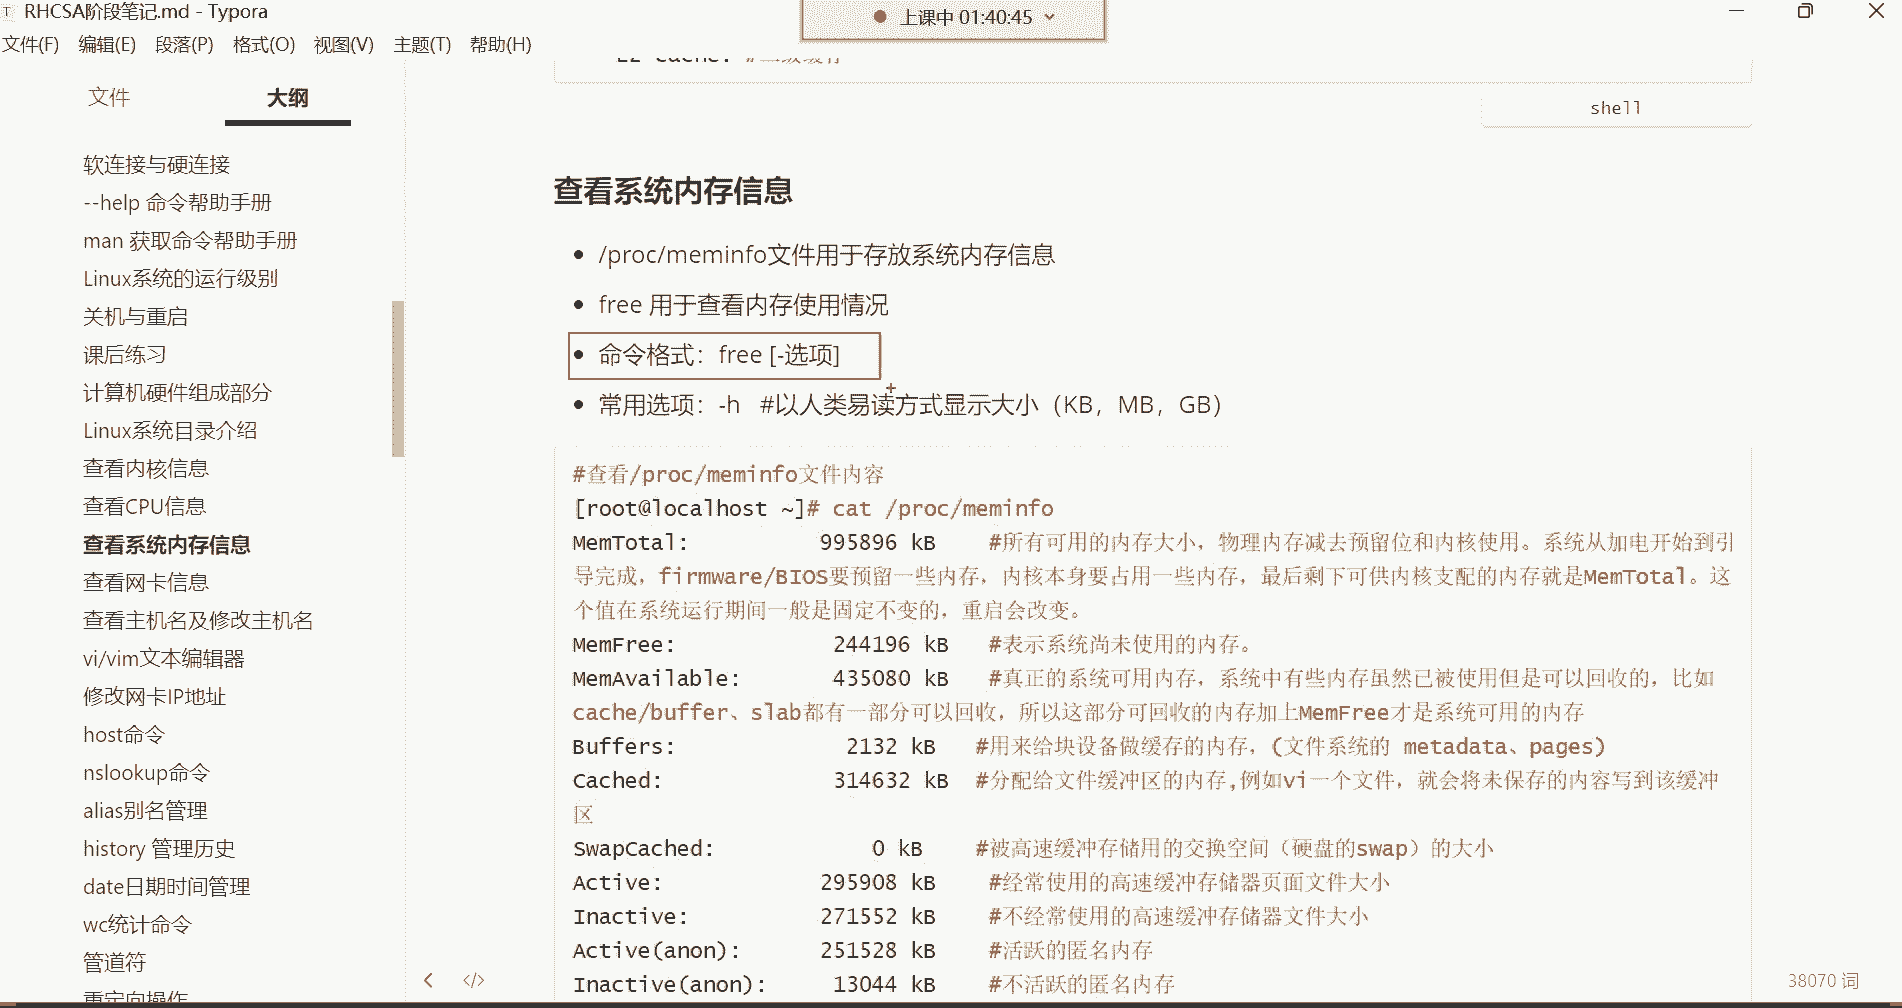 RHCSA阶段笔记.md - Typora
上课中 01:40:45
文件(F) 编辑(E) 段落(P) 格式(O) 视图(V) 主题(T) 帮助(H)
文件 大纲
软连接与硬连接
--help 命令帮助手册
man 获取命令帮助手册
Linux系统的运行级别
关机与重启
课后练习
计算机硬件组成部分
Linux系统目录介绍
查看内核信息
查看CPU信息
查看系统内存信息
查看网卡信息
查看主机名及修改主机名
vi/vim文本编辑器
修改网卡IP地址
host命令
nslookup命令
alias别名管理
history 管理历史
date日期时间管理
wc统计命令
管道符
重定向操作
shell
查看系统内存信息
/proc/meminfo文件用于存放系统内存信息
free 用于查看内存使用情况
命令格式：free [-选项]
常用选项：-h #以人类易读方式显示大小（KB，MB，GB）
#查看/proc/meminfo文件内容
[root@localhost ~]# cat /proc/meminfo
MemTotal: 995896 kB #所有可用的内存大小，物理内存减去预留位和内核使用。系统从加电开始到引
导完成，firmware/BIOS要预留一些内存，内核本身要占用一些内存，最后剩下可供内核支配的内存就是MemTotal。这
个值在系统运行期间一般是固定不变的，重启会改变。
MemFree: 244196 kB #表示系统尚未使用的内存。
MemAvailable: 435080 kB #真正的系统可用内存，系统中有些内存虽然已被使用但是可以回收的，比如
cache/buffer、slab都有一部分可以回收，所以这部分可回收的内存加上MemFree才是系统可用的内存
Buffers: 2132 kB #用来给块设备做缓存的内存，(文件系统的 metadata、pages)
Cached: 314632 kB #分配给文件缓冲区的内存,例如vi一个文件，就会将未保存的内容写到该缓冲
区
SwapCached: 0 kB #被高速缓冲存储用的交换空间（硬盘的swap）的大小
Active: 295908 kB #经常使用的高速缓冲存储器页面文件大小
Inactive: 271552 kB #不经常使用的高速缓冲存储器文件大小
Active(anon): 251528 kB #活跃的匿名内存
Inactive(anon): 13044 kB #不活跃的匿名内存
38070 词